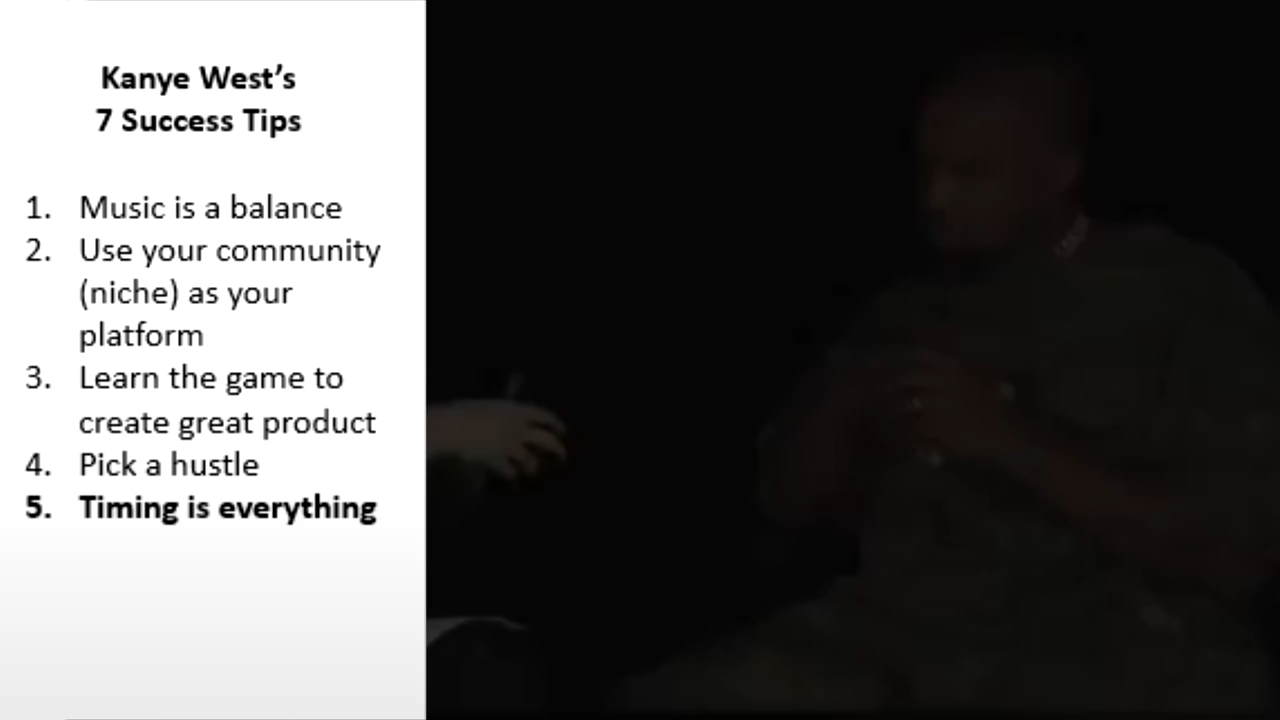 Kanye West’s
7 Success Tips
1. Music is a balance
2. Use your community
(niche) as your
platform
3. Learn the game to
create great product
4. Pick a hustle
5. Timing is everything